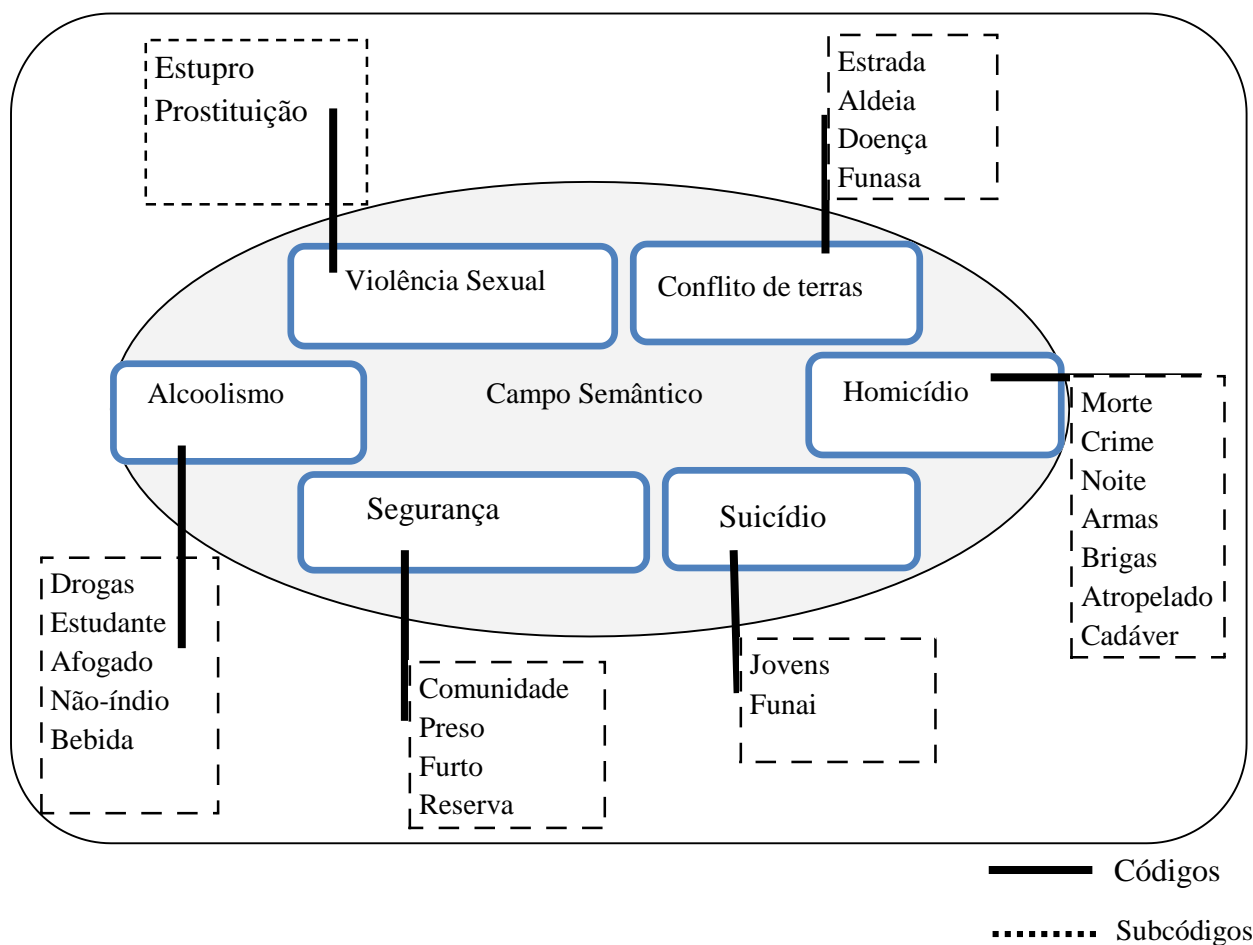 Estupro
Prostituição
Estrada
Aldeia
Doença
Funasa
Violência Sexual
Conflito de terras
Alcoolismo
Campo Semântico
Homicídio
Morte
Crime
Noite
Armas
Brigas
Atropelado
Cadáver
Segurança
Suicídio
Drogas
Estudante
Afogado
Não-índio
Bebida
Comunidade
Preso
Furto
Reserva
Jovens
Funai
Códigos
Subcódigos